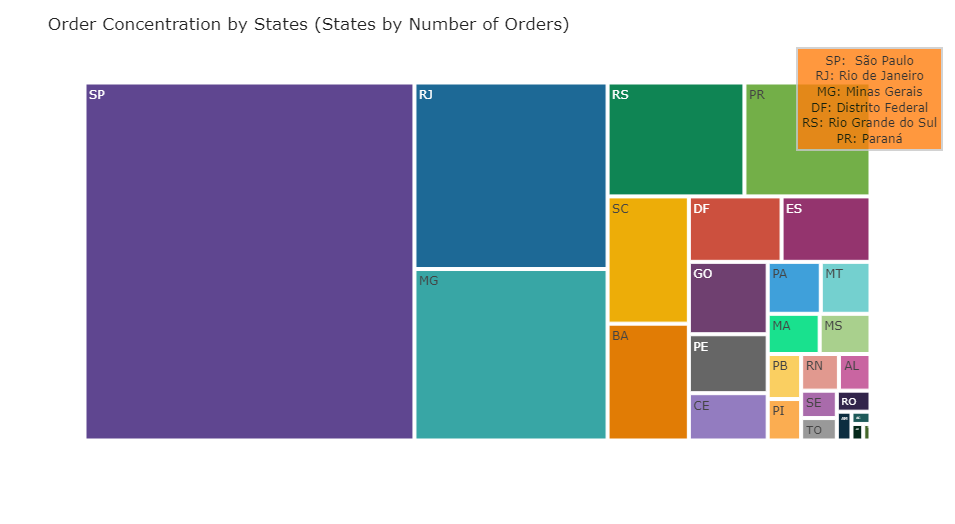 Order Concentration by States (States by Number of Orders)
SP: São Paulo
RJ: Rio de Janeiro
MG: Minas Gerais
DF: Distrito Federal
RS: Rio Grande do Sul
PR: Paraná
SP
RJ
RS
PR
MG
SC
DF
ES
GO
PA
MT
MA
MS
BA
PE
PB
RN
AL
CE
PI
SE
RO
TO
AM